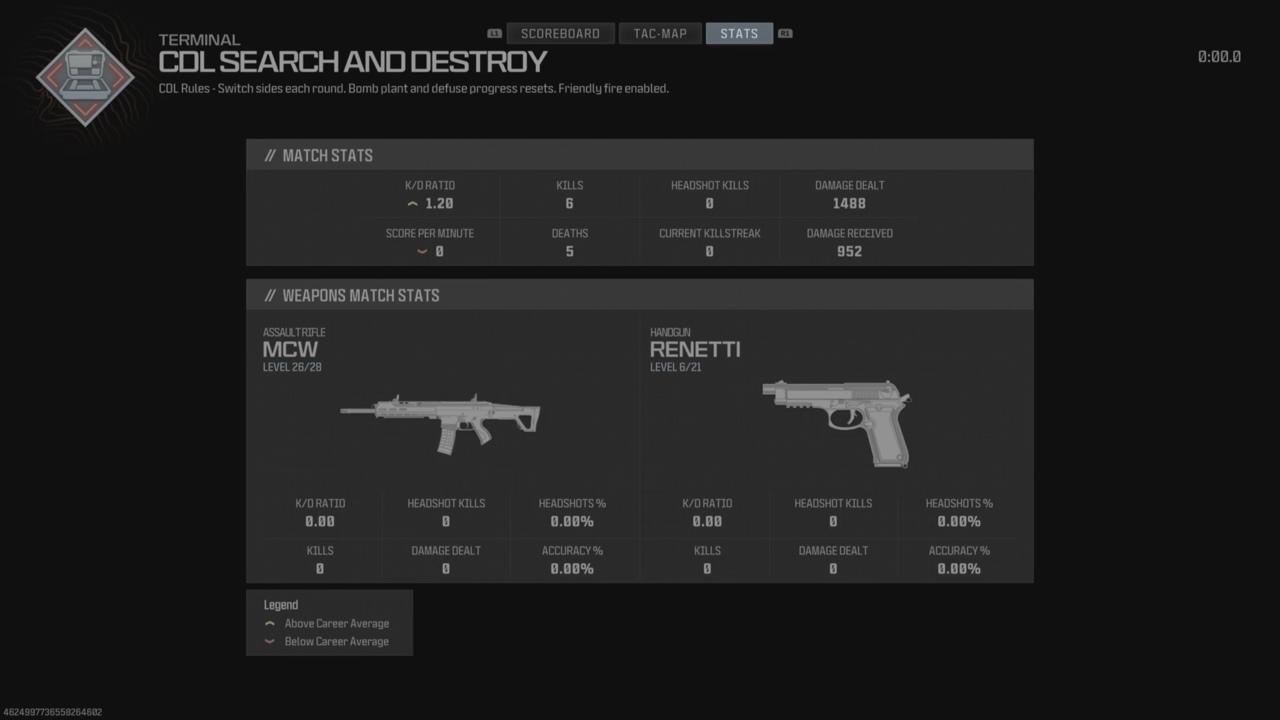 L1 SCOREBOARD TAC-MAP STATS R1
TERMINAL
CDL SEARCH AND DESTROY
0:00.0
CDL Rules - Switch sides each round. Bomb plant and defuse progress resets. Friendly fire enabled.
// MATCH STATS
K/D RATIO KILLS HEADSHOT KILLS DAMAGE DEALT
1.20 6 0 1488
SCORE PER MINUTE DEATHS CURRENT KILLSTREAK DAMAGE RECEIVED
0 5 0 952
// WEAPONS MATCH STATS
ASSAULT RIFLE
MCW
LEVEL 26/28
K/D RATIO HEADSHOT KILLS HEADSHOTS %
0.00 0 0.00%
KILLS DAMAGE DEALT ACCURACY %
0 0 0.00%
HANDGUN
RENETTI
LEVEL 6/21
K/D RATIO HEADSHOT KILLS HEADSHOTS %
0.00 0 0.00%
KILLS DAMAGE DEALT ACCURACY %
0 0 0.00%
Legend
Above Career Average
Below Career Average
4624997736558264602